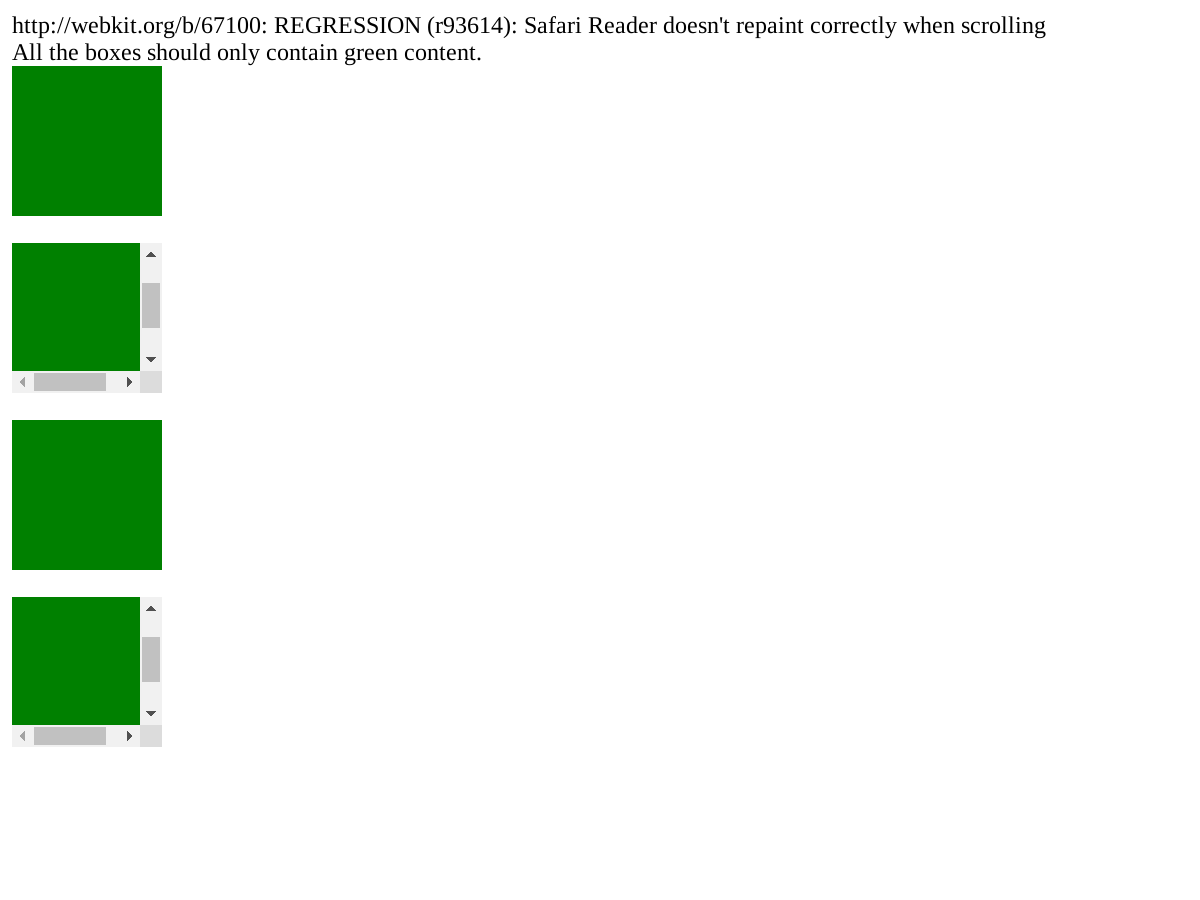 http://webkit.org/b/67100: REGRESSION (r93614): Safari Reader doesn't repaint correctly when scrolling
All the boxes should only contain green content.